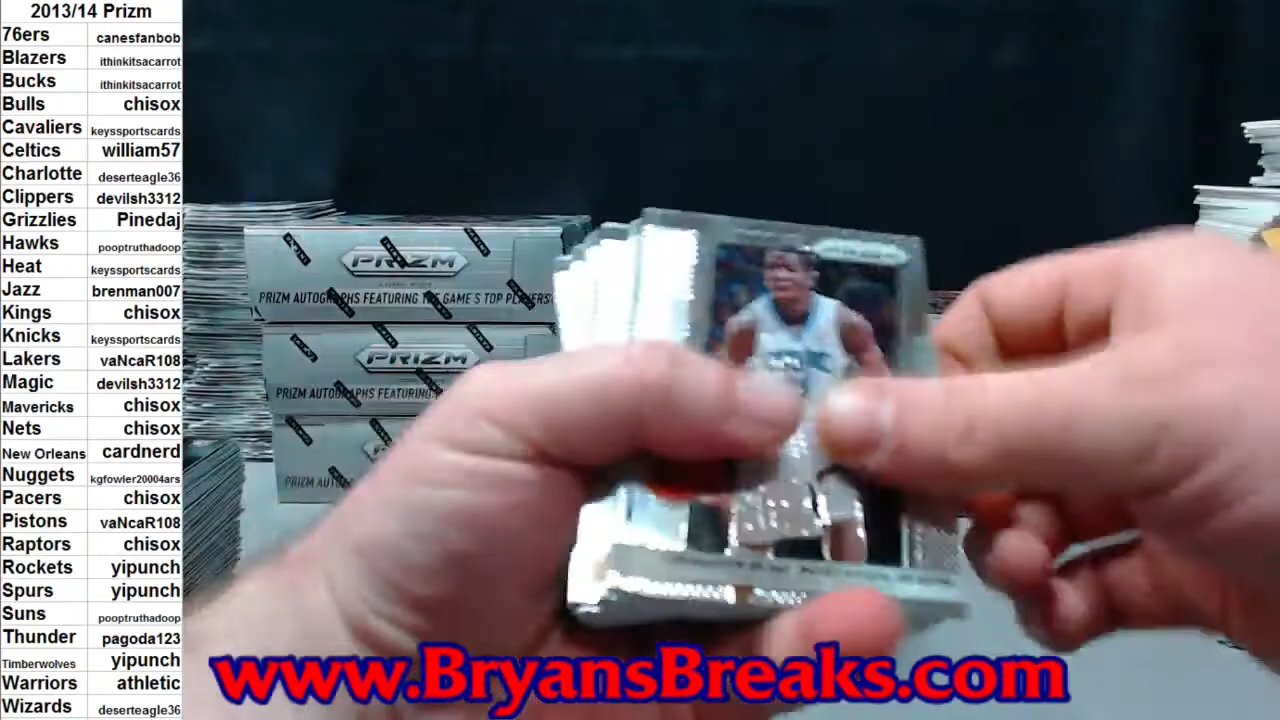 2013/14 Prizm
76ers canesfanbob
Blazers ithinkitsacarrot
Bucks ithinkitsacarrot
Bulls chisox
Cavaliers keyssportscards
Celtics william57
Charlotte deserteagle36
Clippers devilsh3312
Grizzlies Pinedaj
Hawks pooptruthadoop
Heat keyssportscards
Jazz brenman007
Kings chisox
Knicks keyssportscards
Lakers vaNcaR108
Magic devilsh3312
Mavericks chisox
Nets chisox
New Orleans cardnerd
Nuggets kgfowler20004ars
Pacers chisox
Pistons vaNcaR108
Raptors chisox
Rockets yipunch
Spurs yipunch
Suns pooptruthadoop
Thunder pagoda123
Timberwolves yipunch
Warriors athletic
Wizards deserteagle36
PRIZM
PRIZM AUTOGRAPHS FEATURING THE GAME'S TOP PLAYERS
PRIZM
PRIZM AUTOGRAPHS FEATURING
PRIZM
www.BryansBreaks.com